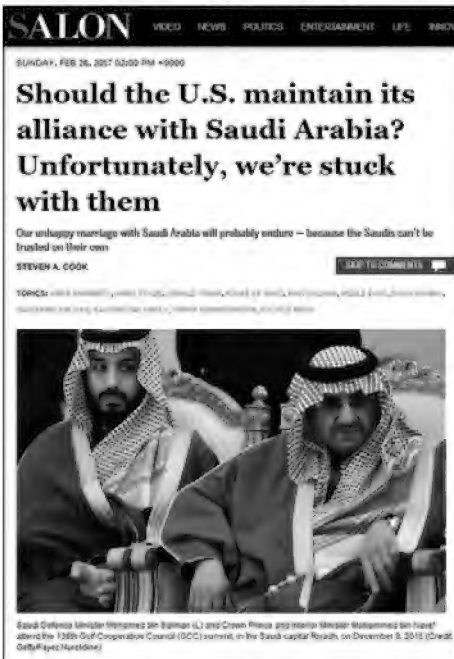 SALON VIDEO NEWS POLITICS ENTERTAINMENT LIFE
SUNDAY, FEB 26, 2017 02:00 PM +0000
Should the U.S. maintain its
alliance with Saudi Arabia?
Unfortunately, we're stuck
with them
Our unhappy marriage with Saudi Arabia will probably endure — because the Saudis can't be
trusted on their own
STEVEN A. COOK
SKIP TO COMMENTS
TOPICS:
Saudi Defence Minister Mohammed bin Salman (L) and Crown Prince and Interior Minister Mohammed bin Nayef
attend the 136th Gulf Cooperative Council (GCC) summit, in the Saudi capital Riyadh, on December 9, 2015 (Credit:
Getty/Fayez Nureldine)